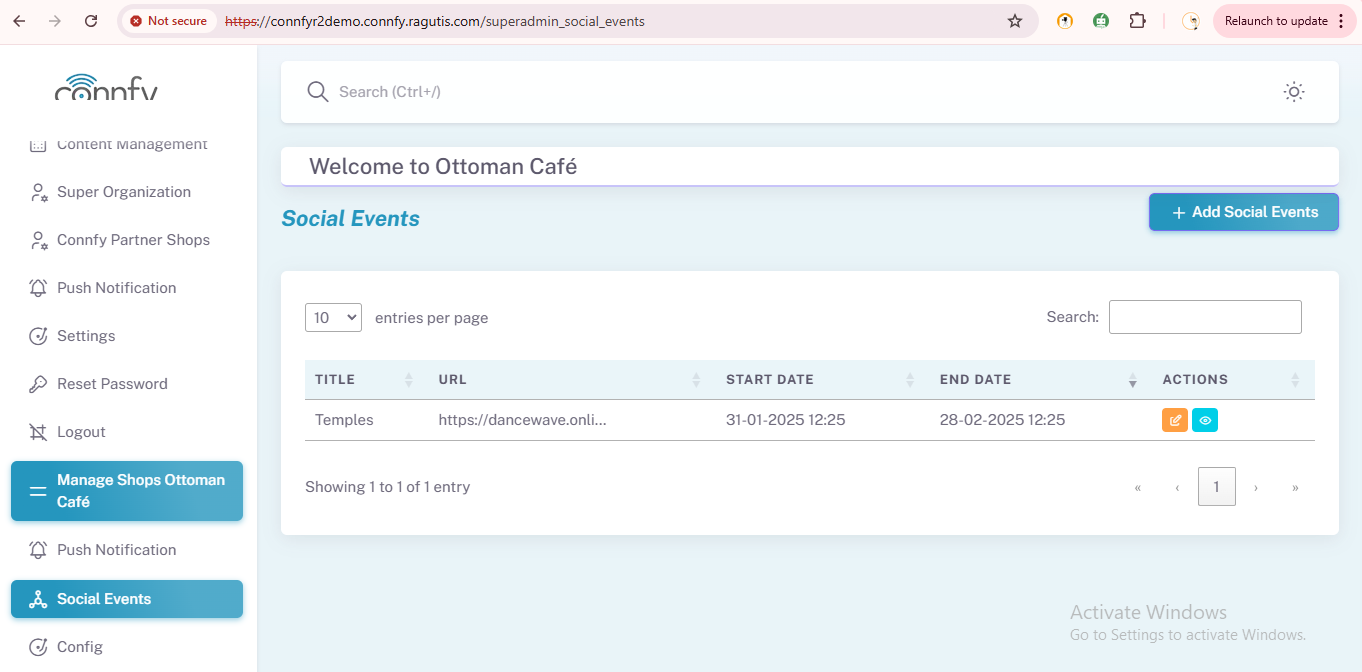 Not secure
https://connfyr2demo.connfy.ragutis.com/superadmin_social_events
Relaunch to update
connfy
Search (Ctrl+/)
Content Management
Super Organization
Connfy Partner Shops
Push Notification
Settings
Reset Password
Logout
Manage Shops Ottoman
Café
Push Notification
Social Events
Config
Welcome to Ottoman Café
Social Events
+ Add Social Events
10 entries per page
Search:
TITLE URL START DATE END DATE ACTIONS
Temples https://dancewave.onli... 31-01-2025 12:25 28-02-2025 12:25
Showing 1 to 1 of 1 entry
« ‹ 1 › »
Activate Windows
Go to Settings to activate Windows.